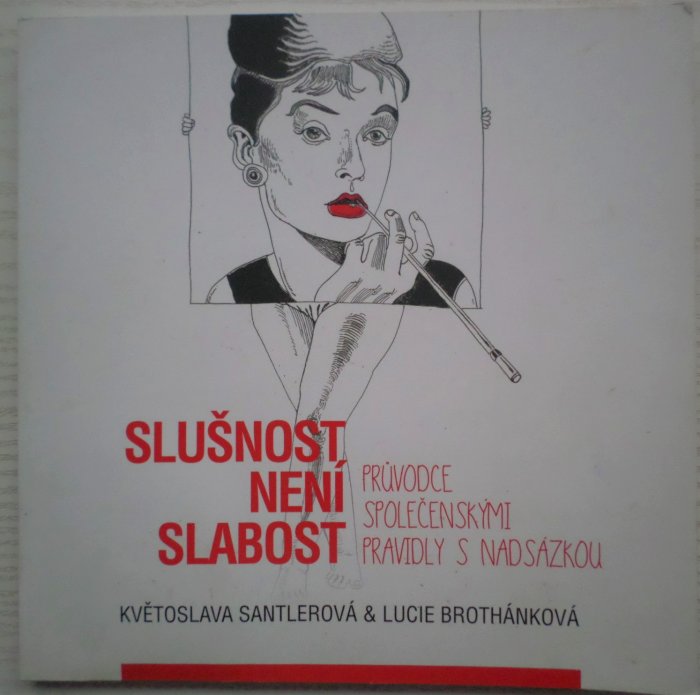 SLUŠNOST
NENÍ
SLABOST
PRŮVODCE
SPOLEČENSKÝMI
PRAVIDLY S NADSÁZKOU
KVĚTOSLAVA SANTLEROVÁ & LUCIE BROTHÁNKOVÁ